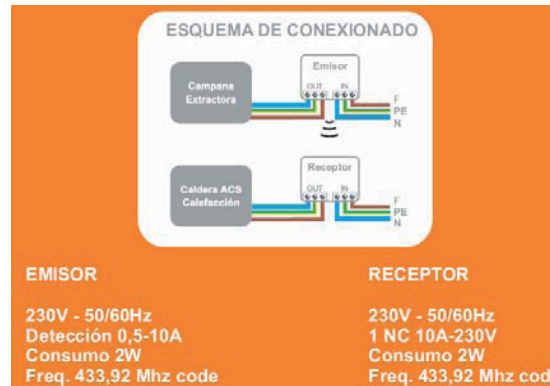 ESQUEMA DE CONEXIONADO
Emisor
OUT IN
Campana
Extractora
F
PE
N
Receptor
OUT IN
Caldera ACS
Calefacción
F
PE
N
EMISOR
230V - 50/60Hz
Detección 0,5-10A
Consumo 2W
Freq. 433,92 Mhz code
RECEPTOR
230V - 50/60Hz
1 NC 10A-230V
Consumo 2W
Freq. 433,92 Mhz cod